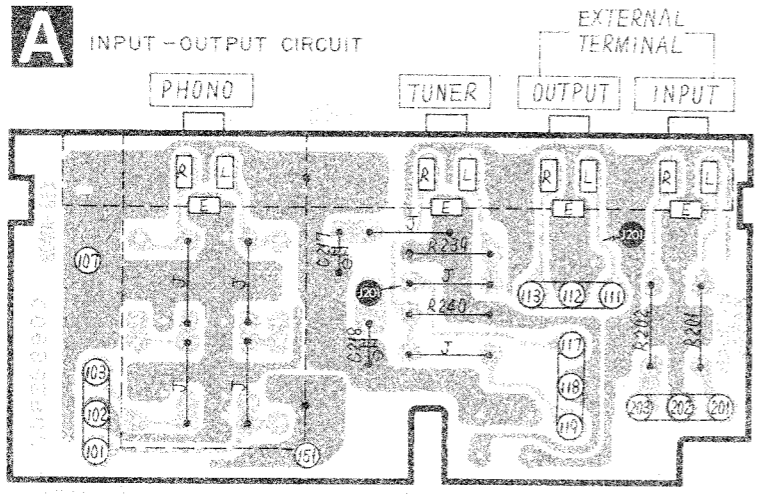 A
INPUT-OUTPUT CIRCUIT
EXTERNAL
TERMINAL
PHONO
TUNER
OUTPUT
INPUT
R L
R L
R L
R L
E
E
E
E
J
C217
R239
J
R240
J
C218
J
J
J
J
107
J201
J201
113 112 111
R202
R201
103
102
101
117
118
119
203 202 201
151